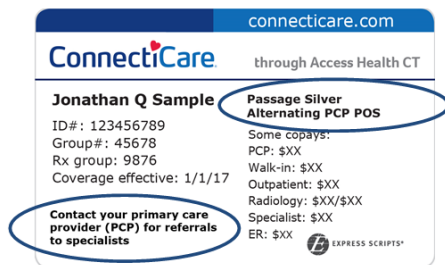 connecticare.com
ConnectiCare
through Access Health CT
Jonathan Q Sample
ID#: 123456789
Group#: 45678
Rx group: 9876
Coverage effective: 1/1/17
Contact your primary care
provider (PCP) for referrals
to specialists
Passage Silver
Alternating PCP POS
Some copays:
PCP: $XX
Walk-in: $XX
Outpatient: $XX
Radiology: $XX/$XX
Specialist: $XX
ER: $XX
EXPRESS SCRIPTS®